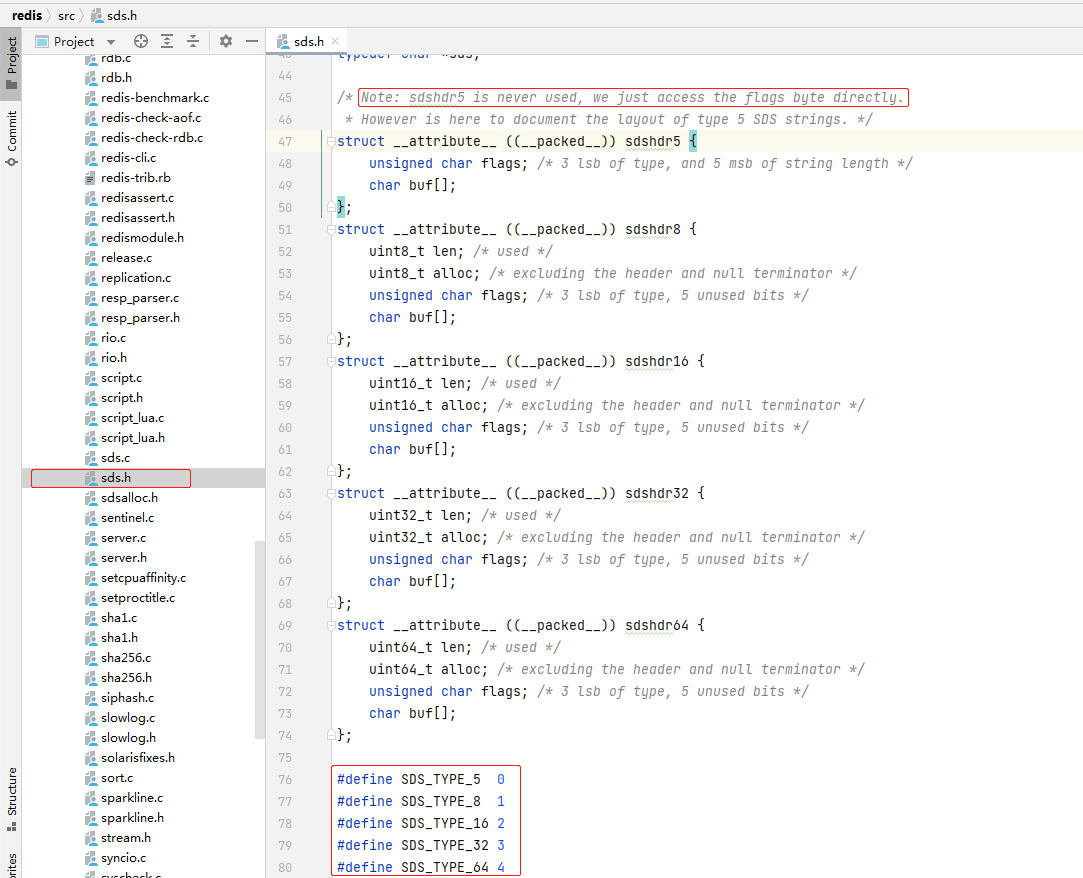 redis 〉 src 〉 sds.h
Project
Commit
Structure
Project
rdb.c
rdb.h
redis-benchmark.c
redis-check-aof.c
redis-check-rdb.c
redis-cli.c
redis-trib.rb
redisassert.c
redisassert.h
redismodule.h
release.c
replication.c
resp_parser.c
resp_parser.h
rio.c
rio.h
script.c
script.h
script_lua.c
script_lua.h
sds.c
sds.h
sdsalloc.h
sentinel.c
server.c
server.h
setcpuaffinity.c
setproctitle.c
sha1.c
sha1.h
sha256.c
sha256.h
siphash.c
slowlog.c
slowlog.h
solarisfixes.h
sort.c
sparkline.c
sparkline.h
stream.h
syncio.c
syscheck.c
sds.h
43 typedef char *sds;
44
45 /* Note: sdshdr5 is never used, we just access the flags byte directly.
46  * However is here to document the layout of type 5 SDS strings. */
47 struct __attribute__ ((__packed__)) sdshdr5 {
48     unsigned char flags; /* 3 lsb of type, and 5 msb of string length */
49     char buf[];
50 };
51 struct __attribute__ ((__packed__)) sdshdr8 {
52     uint8_t len; /* used */
53     uint8_t alloc; /* excluding the header and null terminator */
54     unsigned char flags; /* 3 lsb of type, 5 unused bits */
55     char buf[];
56 };
57 struct __attribute__ ((__packed__)) sdshdr16 {
58     uint16_t len; /* used */
59     uint16_t alloc; /* excluding the header and null terminator */
60     unsigned char flags; /* 3 lsb of type, 5 unused bits */
61     char buf[];
62 };
63 struct __attribute__ ((__packed__)) sdshdr32 {
64     uint32_t len; /* used */
65     uint32_t alloc; /* excluding the header and null terminator */
66     unsigned char flags; /* 3 lsb of type, 5 unused bits */
67     char buf[];
68 };
69 struct __attribute__ ((__packed__)) sdshdr64 {
70     uint64_t len; /* used */
71     uint64_t alloc; /* excluding the header and null terminator */
72     unsigned char flags; /* 3 lsb of type, 5 unused bits */
73     char buf[];
74 };
75
76 #define SDS_TYPE_5  0
77 #define SDS_TYPE_8  1
78 #define SDS_TYPE_16 2
79 #define SDS_TYPE_32 3
80 #define SDS_TYPE_64 4